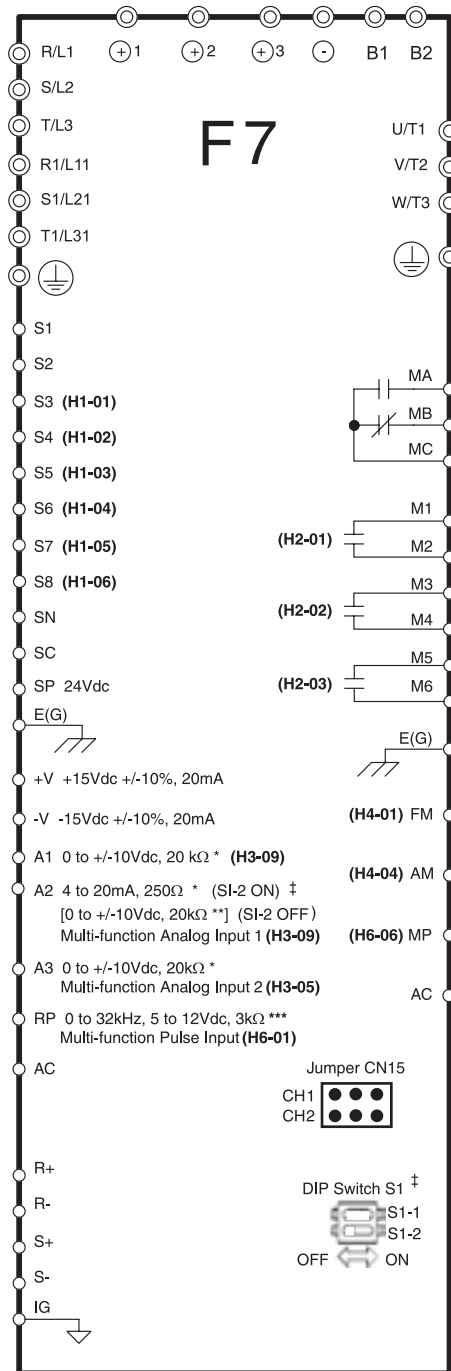 R/L1 + 1 + 2 + 3 - B1 B2
S/L2
T/L3
F7
U/T1
R1/L11
V/T2
S1/L21
W/T3
T1/L31
S1
S2
MA
S3 (H1-01)
MB
S4 (H1-02)
MC
S5 (H1-03)
S6 (H1-04)
M1
S7 (H1-05)
(H2-01)
M2
S8 (H1-06)
M3
SN
(H2-02)
M4
SC
M5
SP 24Vdc
(H2-03)
M6
E(G)
E(G)
+V +15Vdc +/-10%, 20mA
-V -15Vdc +/-10%, 20mA
(H4-01) FM
A1 0 to +/-10Vdc, 20 kΩ * (H3-09)
(H4-04) AM
A2 4 to 20mA, 250Ω * (SI-2 ON) ‡
[0 to +/-10Vdc, 20kΩ **] (SI-2 OFF)
Multi-function Analog Input 1 (H3-09)
(H6-06) MP
A3 0 to +/-10Vdc, 20kΩ *
Multi-function Analog Input 2 (H3-05)
AC
RP 0 to 32kHz, 5 to 12Vdc, 3kΩ ***
Multi-function Pulse Input (H6-01)
AC
Jumper CN15
CH1
CH2
R+
R-
DIP Switch S1 ‡
S1-1
S1-2
S+
OFF ON
S-
IG